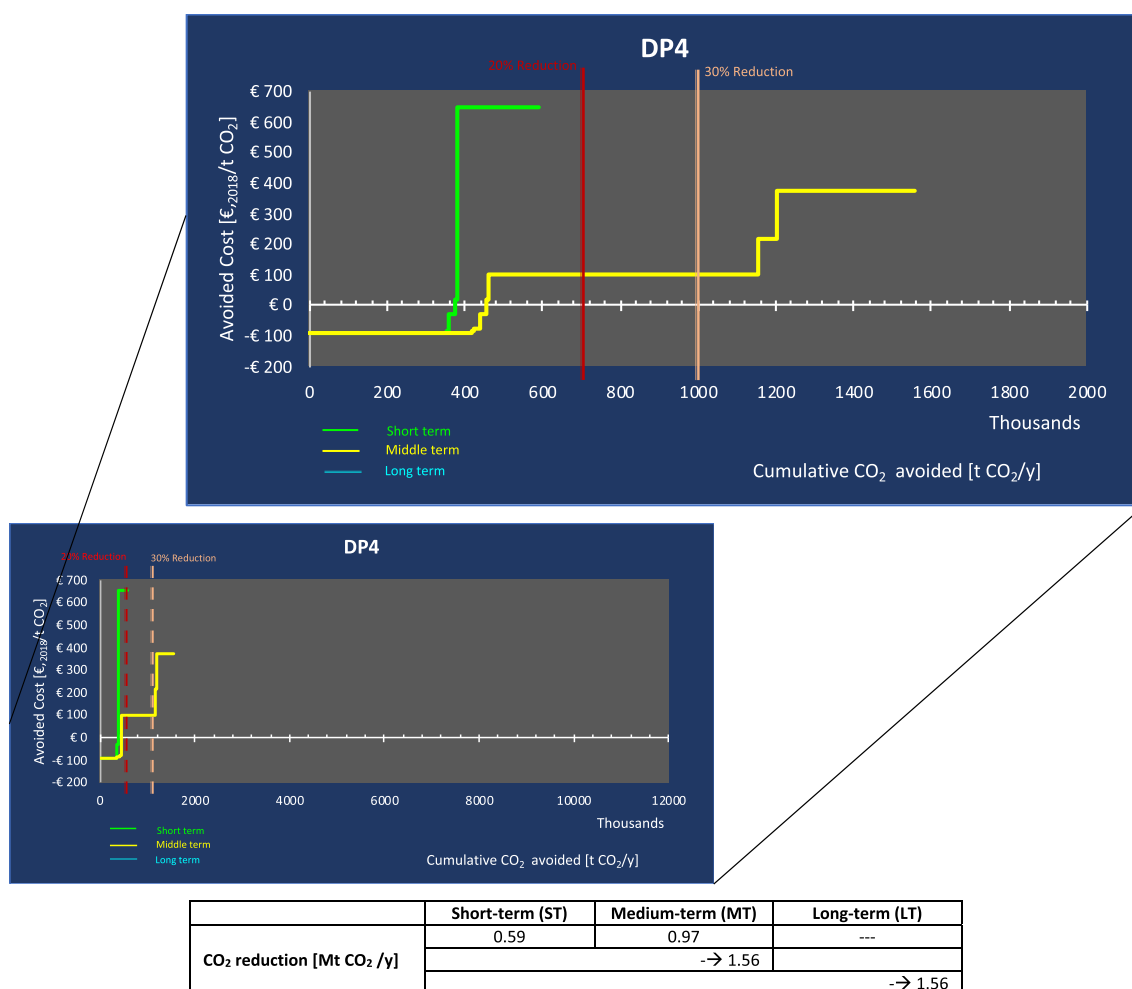 DP4
20% Reduction
30% Reduction
Avoided Cost [€,2018/t CO2]
€ 700
€ 600
€ 500
€ 400
€ 300
€ 200
€ 100
€ 0
-€ 100
-€ 200
0 200 400 600 800 1000 1200 1400 1600 1800 2000
Thousands
Short term
Middle term
Long term
Cumulative CO2 avoided [t CO2/y]
DP4
20% Reduction
30% Reduction
Avoided Cost [€,2018/t CO2]
€ 700
€ 600
€ 500
€ 400
€ 300
€ 200
€ 100
€ 0
-€ 100
-€ 200
0 2000 4000 6000 8000 10000 12000
Thousands
Short term
Middle term
Long term
Cumulative CO2 avoided [t CO2/y]
Short-term (ST) Medium-term (MT) Long-term (LT)
0.59 0.97 ---
CO2 reduction [Mt CO2 /y]
-→ 1.56
-→ 1.56